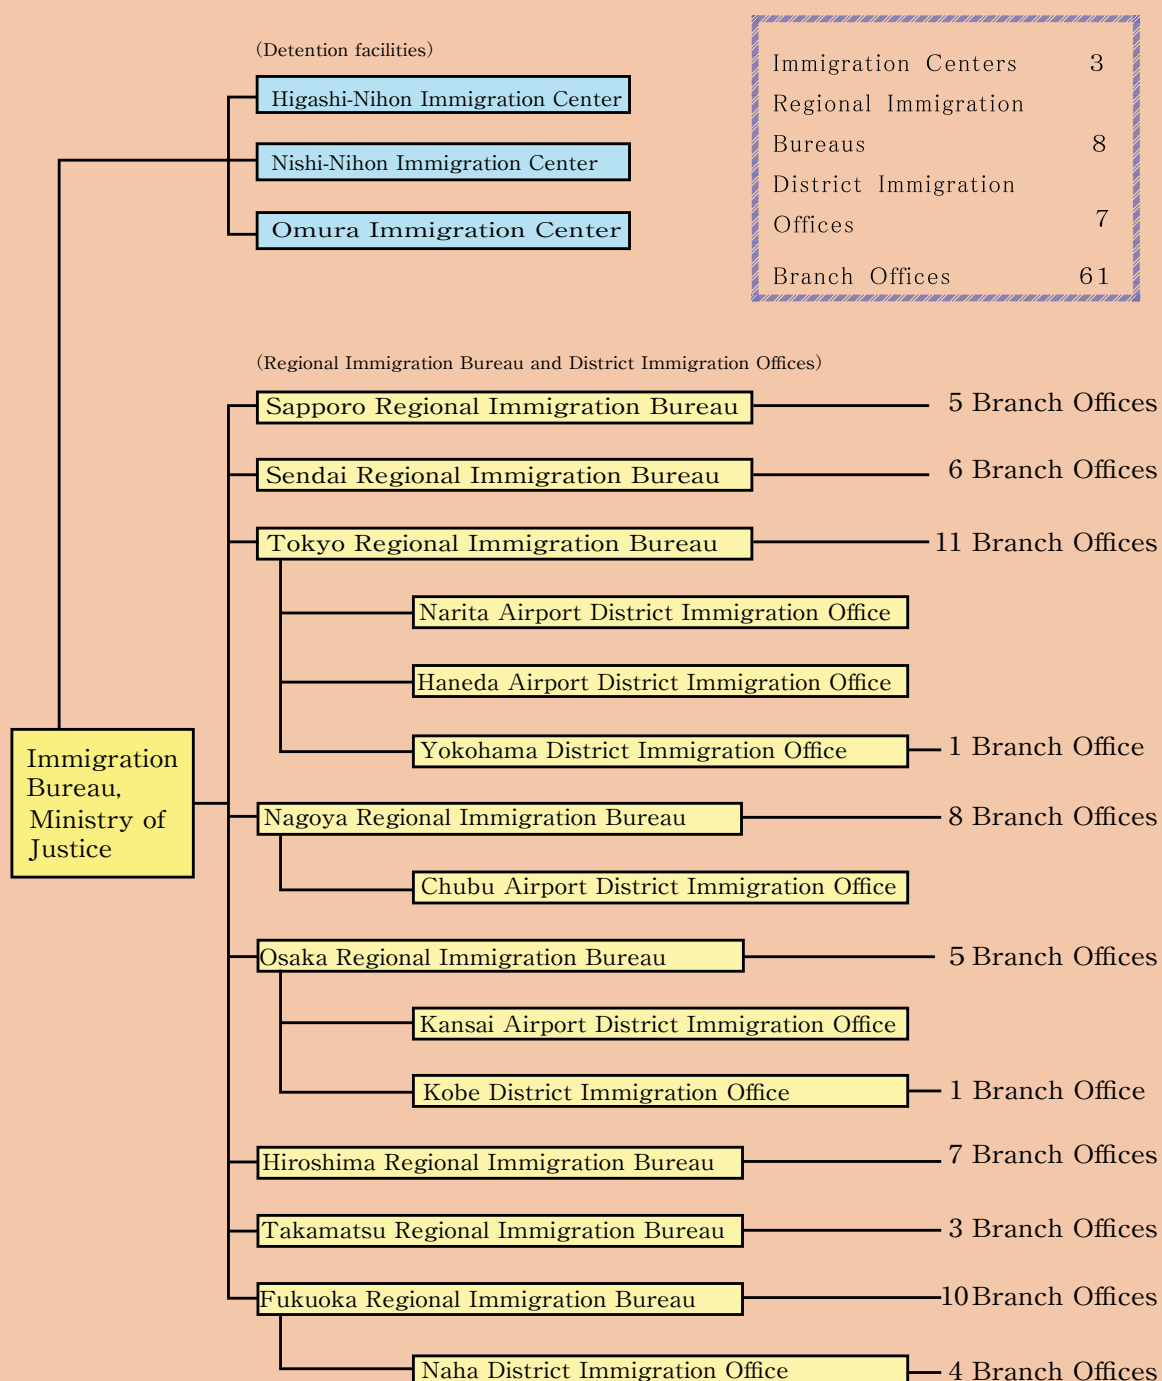 (Detention facilities)
Higashi-Nihon Immigration Center
Nishi-Nihon Immigration Center
Omura Immigration Center
Immigration Centers 3
Regional Immigration
Bureaus 8
District Immigration
Offices 7
Branch Offices 61
(Regional Immigration Bureau and District Immigration Offices)
Sapporo Regional Immigration Bureau 5 Branch Offices
Sendai Regional Immigration Bureau 6 Branch Offices
Tokyo Regional Immigration Bureau 11 Branch Offices
Narita Airport District Immigration Office
Haneda Airport District Immigration Office
Yokohama District Immigration Office 1 Branch Office
Immigration
Bureau,
Ministry of
Justice
Nagoya Regional Immigration Bureau 8 Branch Offices
Chubu Airport District Immigration Office
Osaka Regional Immigration Bureau 5 Branch Offices
Kansai Airport District Immigration Office
Kobe District Immigration Office 1 Branch Office
Hiroshima Regional Immigration Bureau 7 Branch Offices
Takamatsu Regional Immigration Bureau 3 Branch Offices
Fukuoka Regional Immigration Bureau 10 Branch Offices
Naha District Immigration Office 4 Branch Offices